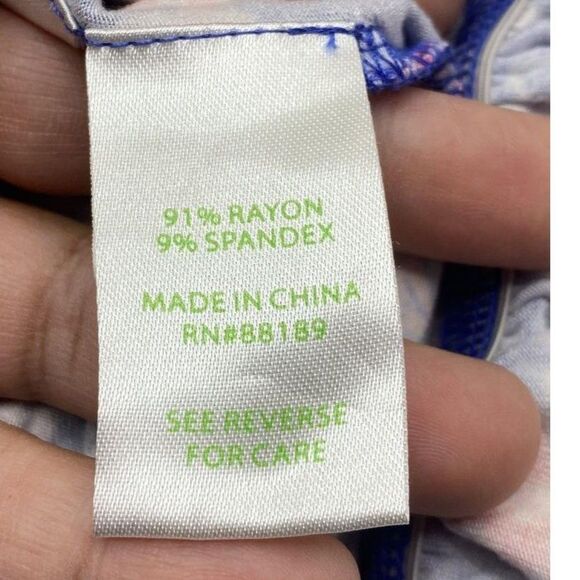 91% RAYON
9% SPANDEX
MADE IN CHINA
RN#88189
SEE REVERSE
FOR CARE